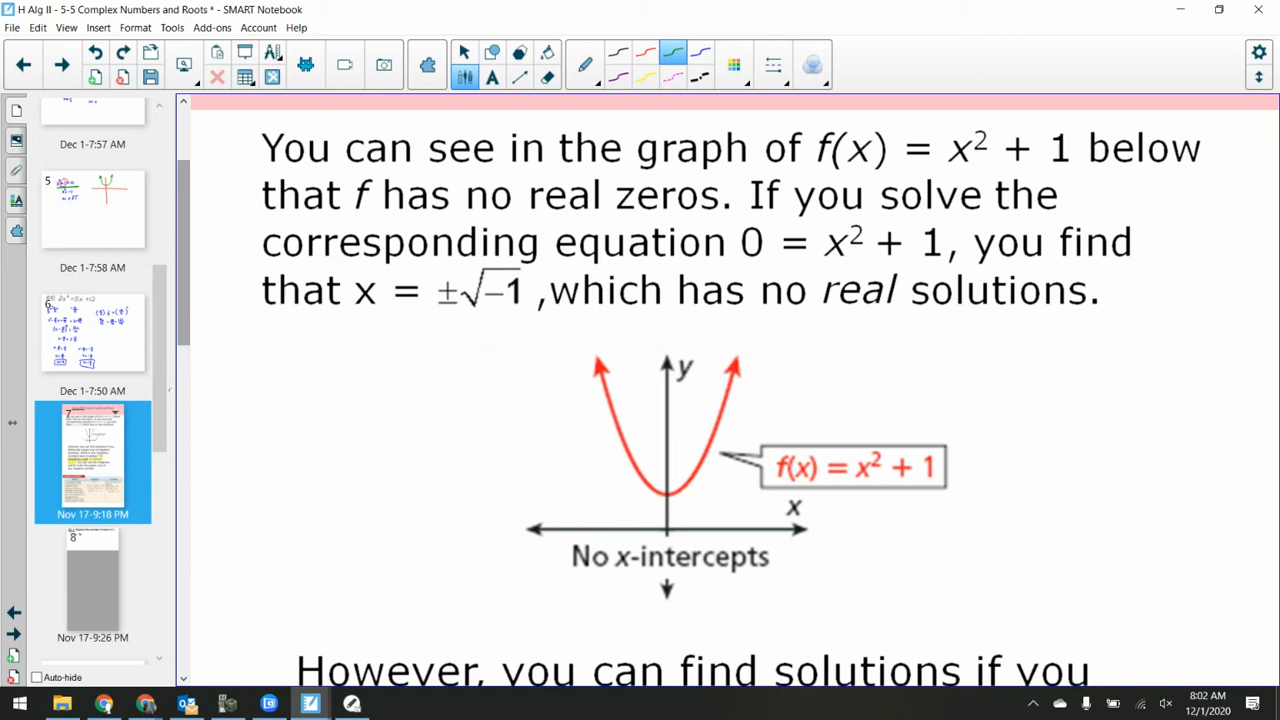 H Alg II - 5-5 Complex Numbers and Roots * - SMART Notebook
File Edit View Insert Format Tools Add-ons Account Help
Dec 1-7:57 AM
5
Dec 1-7:58 AM
6
Dec 1-7:50 AM
7
Nov 17-9:18 PM
8
Nov 17-9:26 PM
Auto-hide
You can see in the graph of f(x) = x² + 1 below
that f has no real zeros. If you solve the
corresponding equation 0 = x² + 1, you find
that x = ±√−1 ,which has no real solutions.
y
f(x) = x² + 1
x
No x-intercepts
However, you can find solutions if you
8:02 AM
12/1/2020